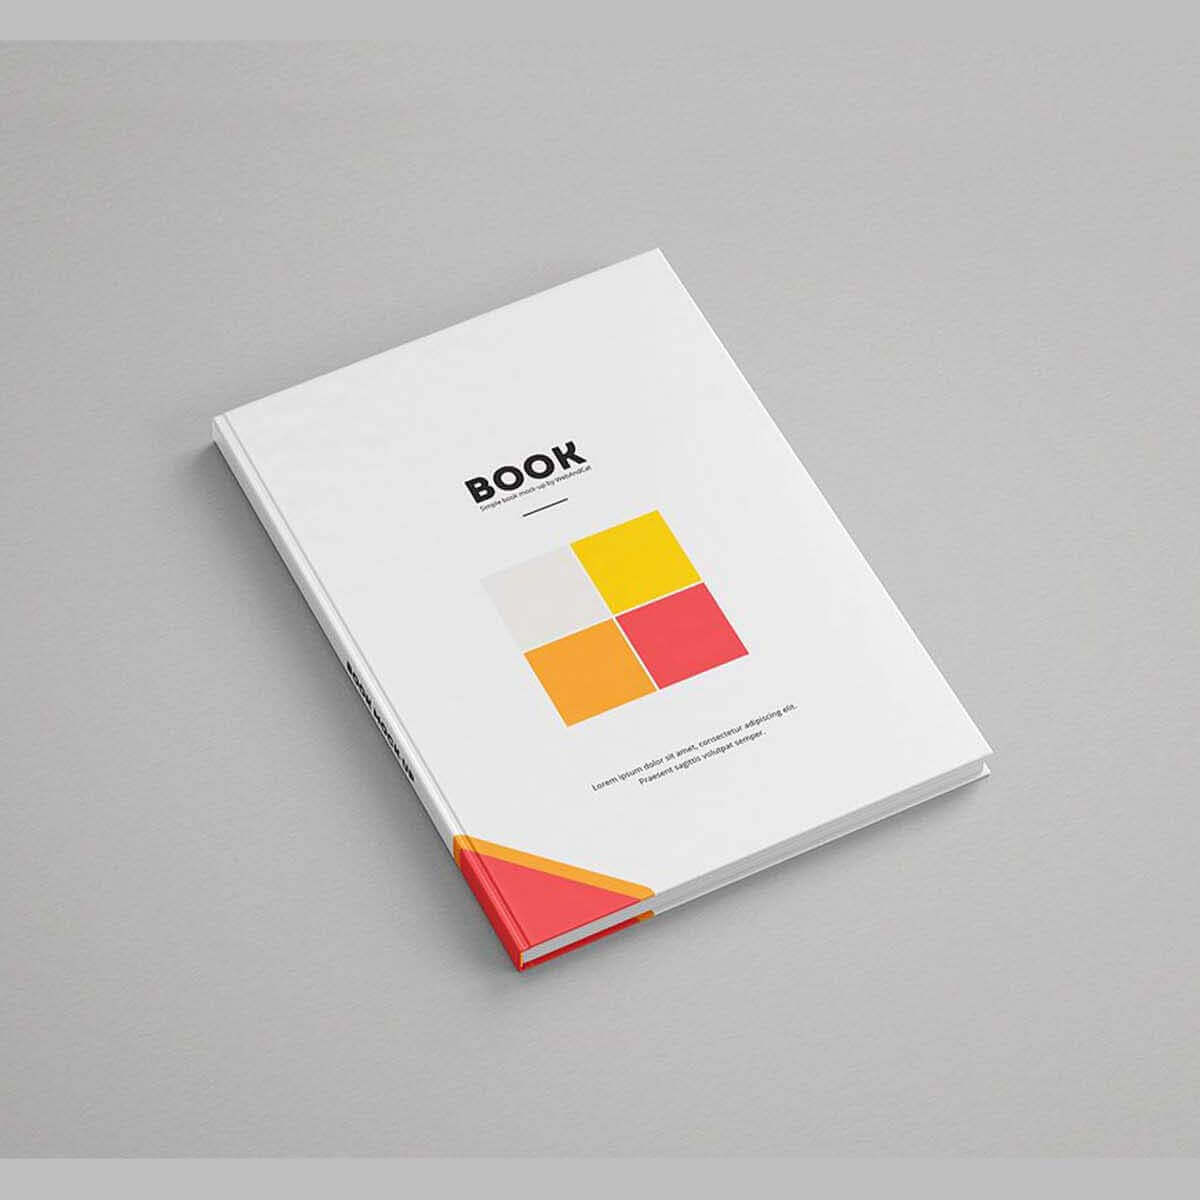 BOOK
Simple book mock-up by WebAndCat
Lorem ipsum dolor sit amet, consectetur adipiscing elit.
Praesent sagittis volutpat semper.
BOOK MOCK-UP